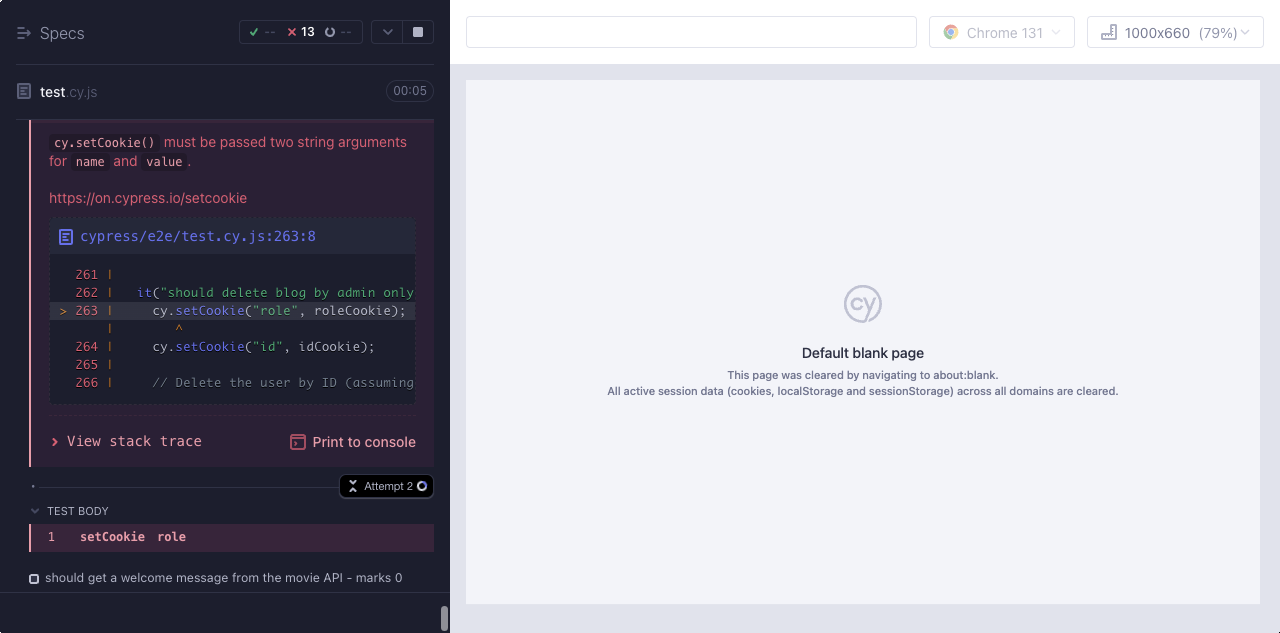 Specs
-- 13 --
test.cy.js 00:05
cy.setCookie() must be passed two string arguments
for name and value.
https://on.cypress.io/setcookie
cypress/e2e/test.cy.js:263:8
261 |
262 | it("should delete blog by admin only
> 263 | cy.setCookie("role", roleCookie);
| ^
264 | cy.setCookie("id", idCookie);
265 |
266 | // Delete the user by ID (assuming
View stack trace Print to console
Attempt 2
TEST BODY
1 setCookie role
should get a welcome message from the movie API - marks 0
Chrome 131 1000x660 (79%)
cy
Default blank page
This page was cleared by navigating to about:blank.
All active session data (cookies, localStorage and sessionStorage) across all domains are cleared.